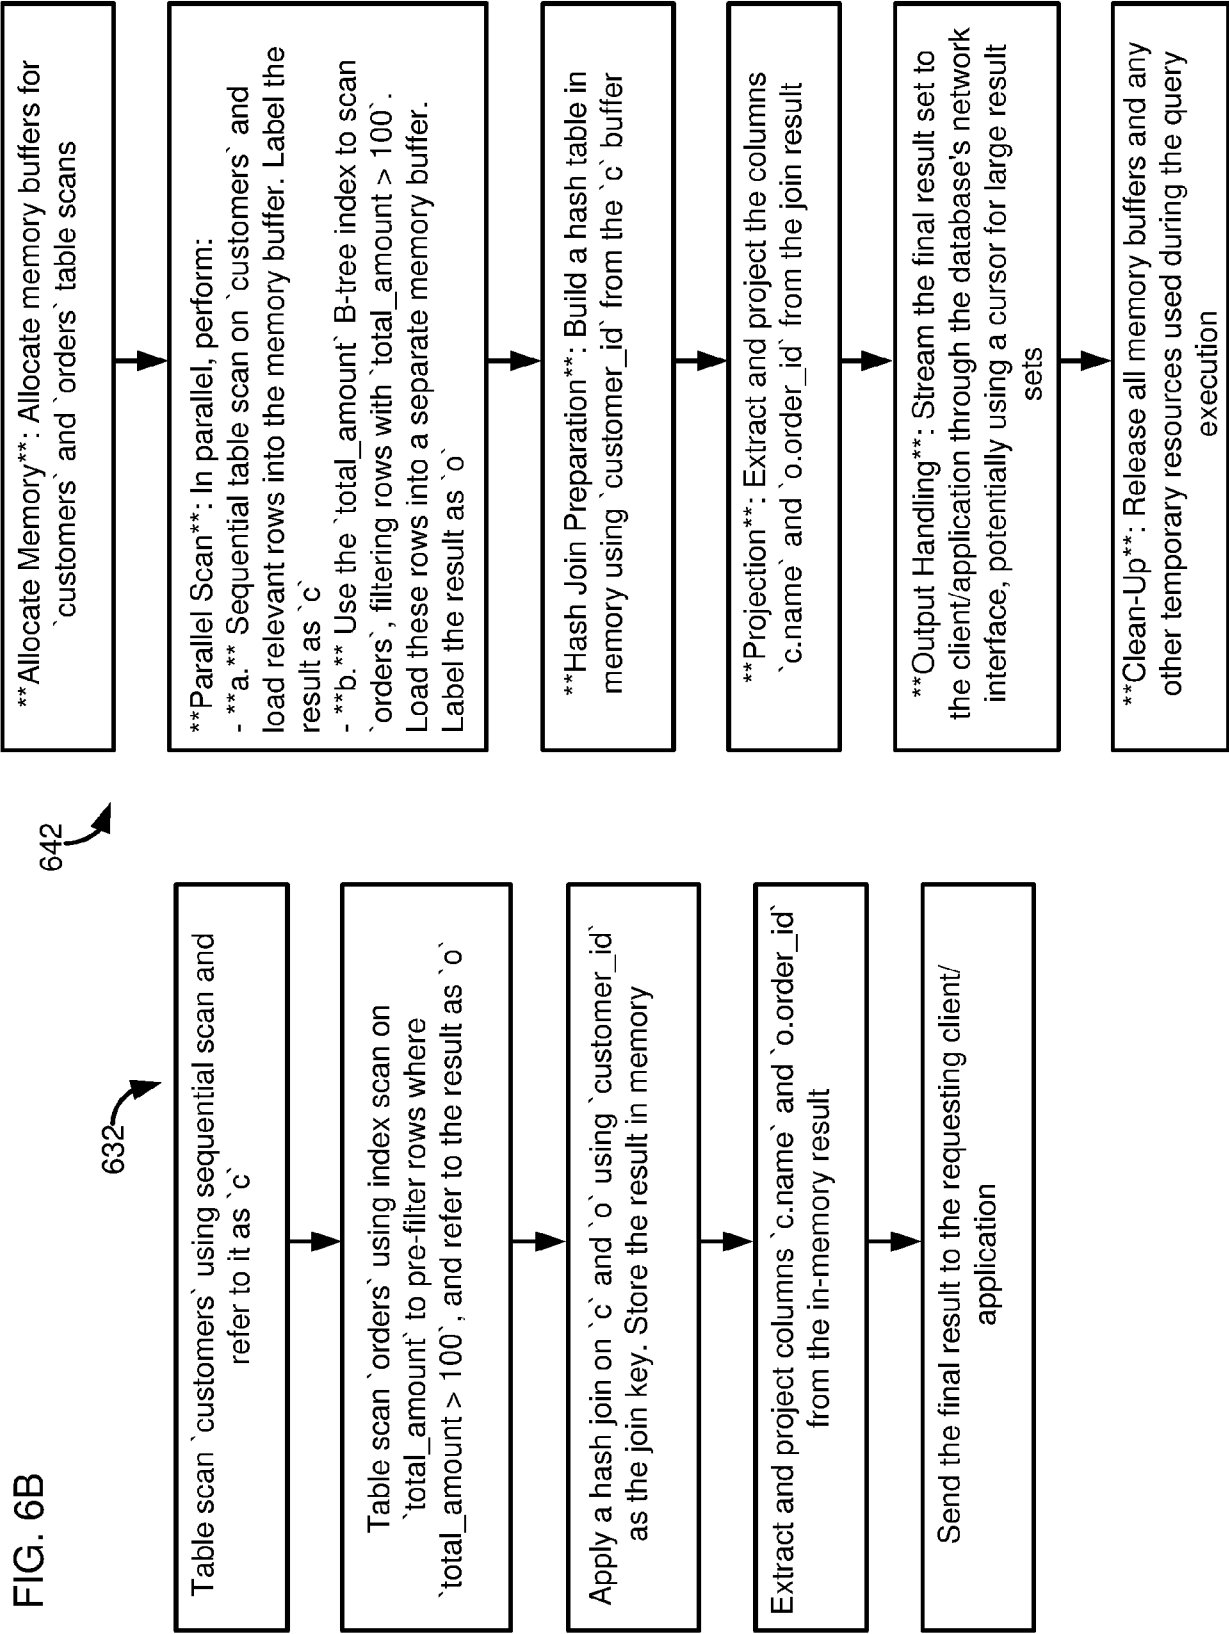 FIG. 6B
632
Table scan `customers` using sequential scan and
refer to it as `c`
Table scan `orders` using index scan on
`total_amount` to pre-filter rows where
`total_amount > 100`, and refer to the result as `o`
Apply a hash join on `c` and `o` using `customer_id`
as the join key. Store the result in memory
Extract and project columns `c.name` and `o.order_id`
from the in-memory result
Send the final result to the requesting client/
application
642
**Allocate Memory**: Allocate memory buffers for
`customers` and `orders` table scans
**Parallel Scan**: In parallel, perform:
- **a.** Sequential table scan on `customers` and
load relevant rows into the memory buffer. Label the
result as `c`
- **b.** Use the `total_amount` B-tree index to scan
`orders`, filtering rows with `total_amount > 100`.
Load these rows into a separate memory buffer.
Label the result as `o`
**Hash Join Preparation**: Build a hash table in
memory using `customer_id` from the `c` buffer
**Projection**: Extract and project the columns
`c.name` and `o.order_id` from the join result
**Output Handling**: Stream the final result set to
the client/application through the database's network
interface, potentially using a cursor for large result
sets
**Clean-Up**: Release all memory buffers and any
other temporary resources used during the query
execution